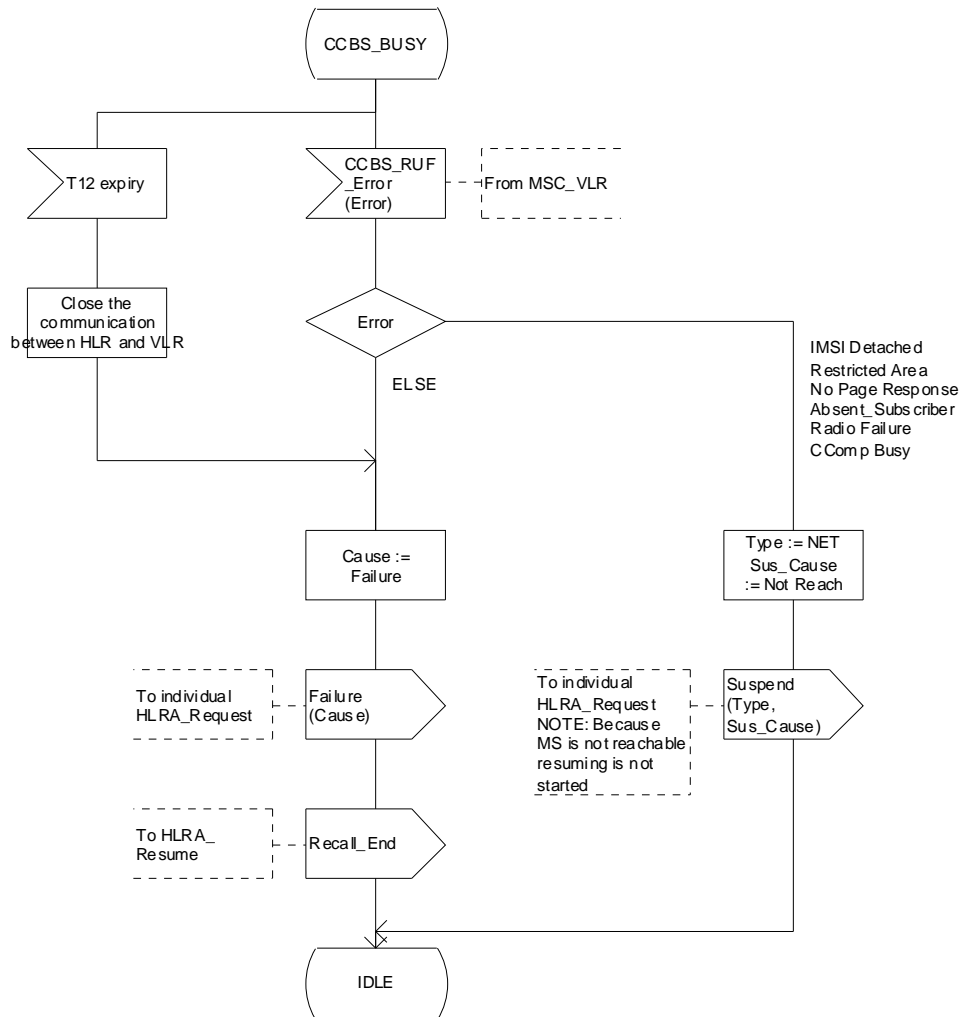 CCBS_BUSY
T12 expiry
CCBS_RUF
_Error
(Error)
From MSC_VLR
Close the
communication
between HLR and VLR
Error
ELSE
IMSI Detached
Restricted Area
No Page Response
Absent_Subscriber
Radio Failure
CComp Busy
Cause :=
Failure
Type := NET
Sus_Cause
:= Not Reach
To individual
HLRA_Request
Failure
(Cause)
To individual
HLRA_Request
NOTE: Because
MS is not reachable
resuming is not
started
Suspend
(Type,
Sus_Cause)
To HLRA_
Resume
Recall_End
IDLE